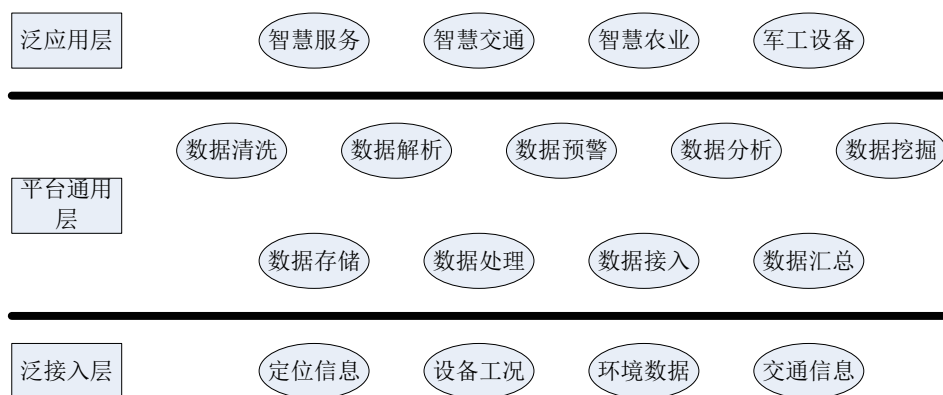 泛应用层
智慧服务
智慧交通
智慧农业
军工设备
数据清洗
数据解析
数据预警
数据分析
数据挖掘
平台通用
层
数据存储
数据处理
数据接入
数据汇总
泛接入层
定位信息
设备工况
环境数据
交通信息